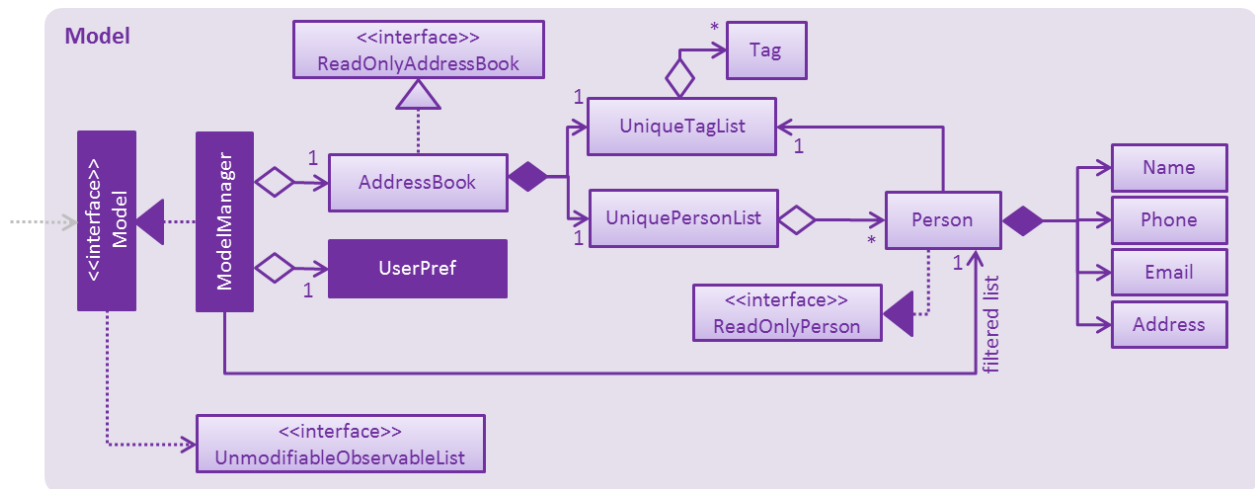 Model
<<interface>>
ReadOnlyAddressBook
*
Tag
1
UniqueTagList
1
<<interface>>
Model
ModelManager
1
AddressBook
1
UniquePersonList
*
Person
1
Name
Phone
Email
Address
1
UserPref
<<interface>>
ReadOnlyPerson
filtered list
<<interface>>
UnmodifiableObservableList